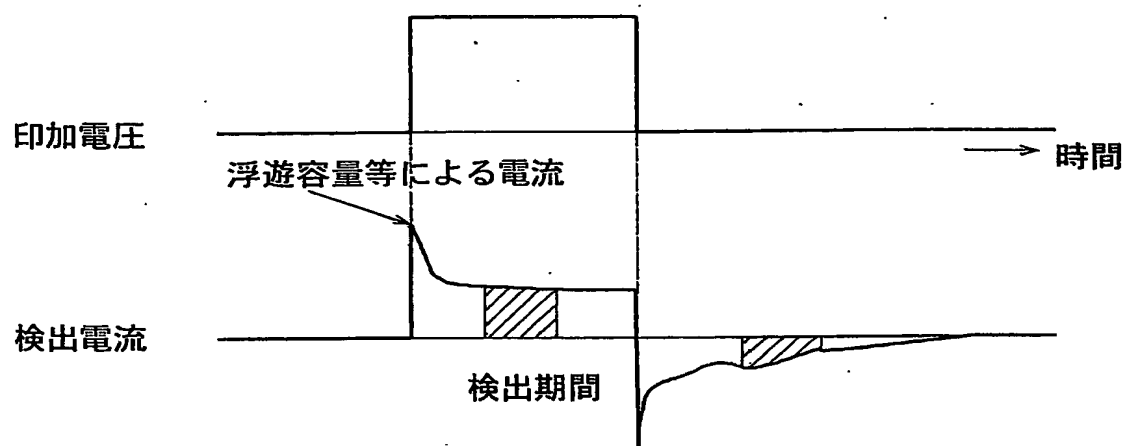 印加電圧
時間
浮遊容量等による電流
検出電流
検出期間